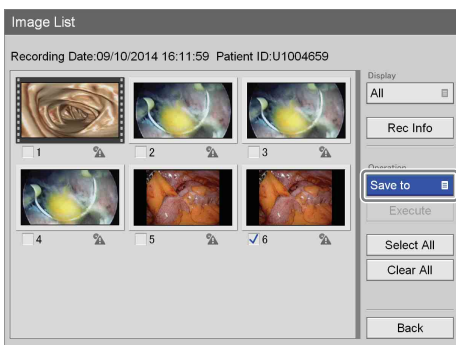 Image List
Recording Date:09/10/2014 16:11:59 Patient ID:U1004659
Display
All
Rec Info
1
2
3
Operation
Save to
Execute
4
5
6
Select All
Clear All
Back